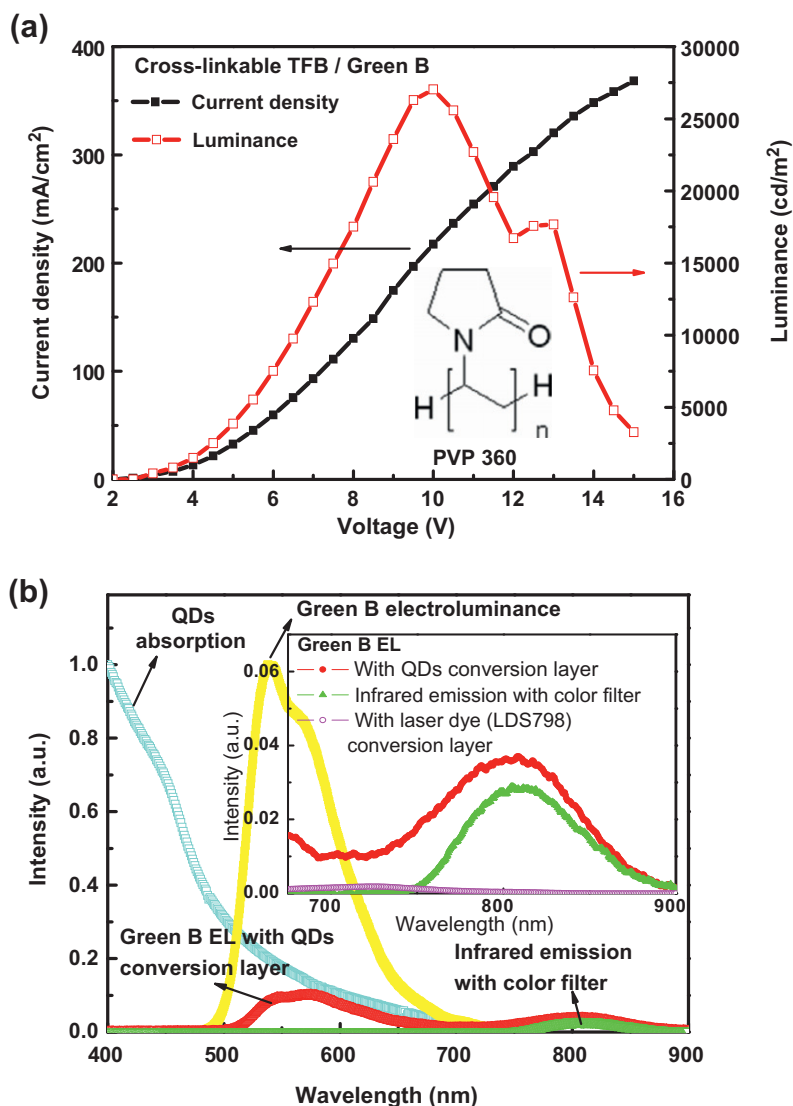 (a)
Cross-linkable TFB / Green B
Current density
Luminance
400
300
200
100
0
Current density (mA/cm²)
30000
25000
20000
15000
10000
5000
0
Luminance (cd/m²)
N
O
H
H
n
PVP 360
2 4 6 8 10 12 14 16
Voltage (V)
(b)
QDs
absorption
Green B electroluminance
1.0
0.8
0.6
0.4
0.2
0.0
Intensity (a.u.)
Green B EL
With QDs conversion layer
Infrared emission with color filter
With laser dye (LDS798)
conversion layer
0.06
0.04
0.02
0.00
Intensity (a.u.)
700 800 900
Wavelength (nm)
Green B EL with QDs
conversion layer
Infrared emission
with color filter
400 500 600 700 800 900
Wavelength (nm)